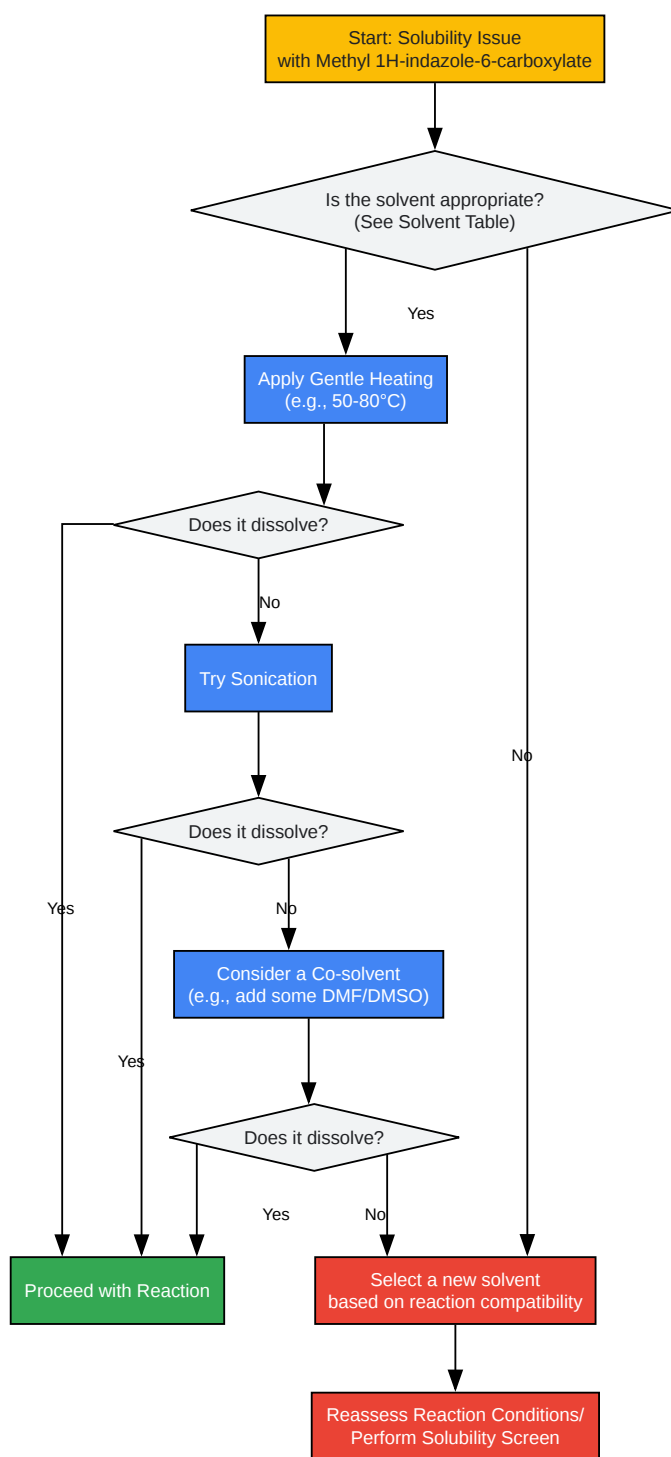 Start: Solubility Issue
with Methyl 1H-indazole-6-carboxylate
Is the solvent appropriate?
(See Solvent Table)
Yes
Apply Gentle Heating
(e.g., 50-80°C)
Does it dissolve?
No
Try Sonication
No
Does it dissolve?
Yes
No
Consider a Co-solvent
(e.g., add some DMF/DMSO)
Yes
Does it dissolve?
Yes
No
Proceed with Reaction
Select a new solvent
based on reaction compatibility
Reassess Reaction Conditions/
Perform Solubility Screen